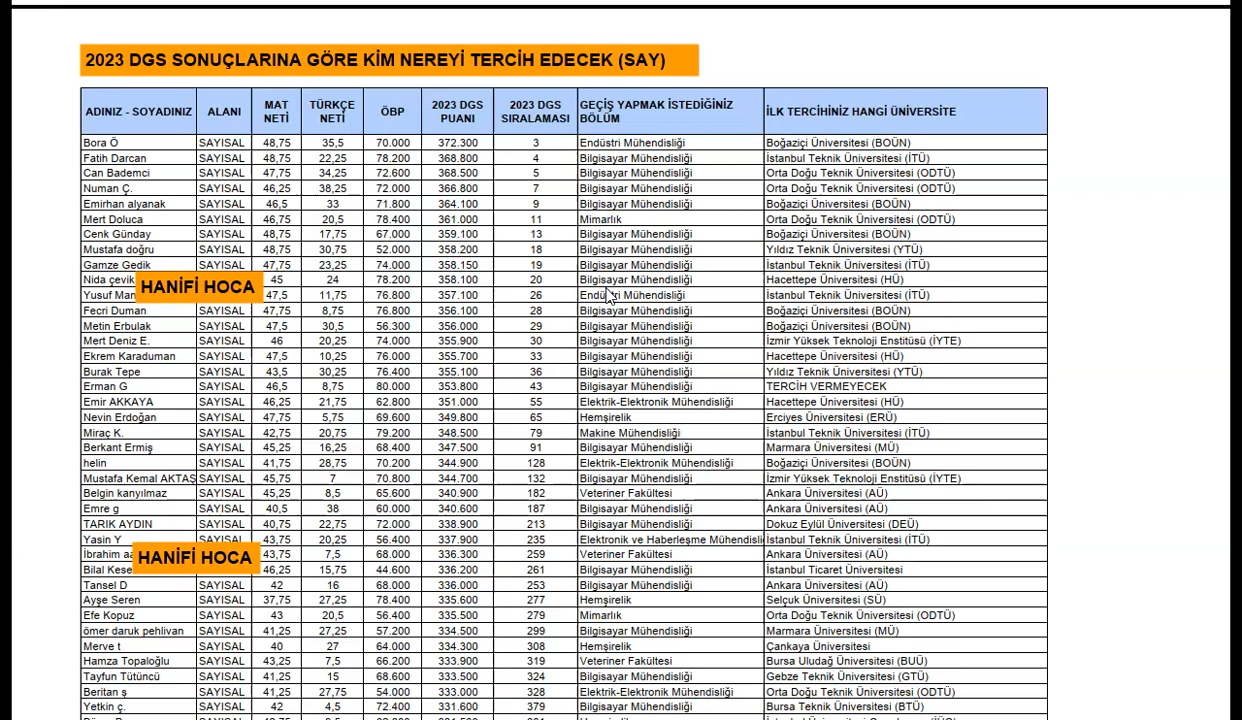 2023 DGS SONUÇLARINA GÖRE KİM NEREYİ TERCİH EDECEK (SAY)
ADINIZ - SOYADINIZ ALANI MAT NETİ TÜRKÇE NETİ ÖBP 2023 DGS PUANI 2023 DGS SIRALAMASI GEÇİŞ YAPMAK İSTEDİĞİNİZ BÖLÜM İLK TERCİHİNİZ HANGİ ÜNİVERSİTE
Bora Ö SAYISAL 48,75 35,5 70.000 372.300 3 Endüstri Mühendisliği Boğaziçi Üniversitesi (BOÜN)
Fatih Darcan SAYISAL 48,75 22,25 78.200 368.800 4 Bilgisayar Mühendisliği İstanbul Teknik Üniversitesi (İTÜ)
Can Bademci SAYISAL 47,75 34,25 72.600 368.500 5 Bilgisayar Mühendisliği Orta Doğu Teknik Üniversitesi (ODTÜ)
Numan Ç. SAYISAL 46,25 38,25 72.000 366.800 7 Bilgisayar Mühendisliği Orta Doğu Teknik Üniversitesi (ODTÜ)
Emirhan alyanak SAYISAL 46,5 33 71.800 364.100 9 Bilgisayar Mühendisliği Boğaziçi Üniversitesi (BOÜN)
Mert Doluca SAYISAL 46,75 20,5 78.400 361.000 11 Mimarlık Orta Doğu Teknik Üniversitesi (ODTÜ)
Cenk Günday SAYISAL 48,75 17,75 67.000 359.100 13 Bilgisayar Mühendisliği Boğaziçi Üniversitesi (BOÜN)
Mustafa doğru SAYISAL 48,75 30,75 52.000 358.200 18 Bilgisayar Mühendisliği Yıldız Teknik Üniversitesi (YTÜ)
Gamze Gedik SAYISAL 47,75 23,25 74.000 358.150 19 Bilgisayar Mühendisliği İstanbul Teknik Üniversitesi (İTÜ)
Nida çevik 45 24 78.200 358.100 20 Bilgisayar Mühendisliği Hacettepe Üniversitesi (HÜ)
HANİFİ HOCA
Yusuf 47,5 11,75 76.800 357.100 26 Endüstri Mühendisliği İstanbul Teknik Üniversitesi (İTÜ)
Fecri Duman SAYISAL 47,75 8,75 76.800 356.100 28 Bilgisayar Mühendisliği Boğaziçi Üniversitesi (BOÜN)
Metin Erbulak SAYISAL 47,5 30,5 56.300 356.000 29 Bilgisayar Mühendisliği Boğaziçi Üniversitesi (BOÜN)
Mert Deniz E. SAYISAL 46 20,25 74.000 355.900 30 Bilgisayar Mühendisliği İzmir Yüksek Teknoloji Enstitüsü (İYTE)
Ekrem Karaduman SAYISAL 47,5 10,25 76.000 355.700 33 Bilgisayar Mühendisliği Hacettepe Üniversitesi (HÜ)
Burak Tepe SAYISAL 43,5 30,25 76.400 355.100 36 Bilgisayar Mühendisliği Yıldız Teknik Üniversitesi (YTÜ)
Erman G SAYISAL 46,5 8,75 80.000 353.800 43 Bilgisayar Mühendisliği TERCİH VERMEYECEK
Emir AKKAYA SAYISAL 46,25 21,75 62.800 351.000 55 Elektrik-Elektronik Mühendisliği Hacettepe Üniversitesi (HÜ)
Nevin Erdoğan SAYISAL 47,75 5,75 69.600 349.800 65 Hemşirelik Erciyes Üniversitesi (ERÜ)
Miraç K. SAYISAL 42,75 20,75 79.200 348.500 79 Makine Mühendisliği İstanbul Teknik Üniversitesi (İTÜ)
Berkant Ermiş SAYISAL 45,25 16,25 68.400 347.500 91 Bilgisayar Mühendisliği Marmara Üniversitesi (MÜ)
helin SAYISAL 41,75 28,75 70.200 344.900 128 Elektrik-Elektronik Mühendisliği Boğaziçi Üniversitesi (BOÜN)
Mustafa Kemal AKTAŞ SAYISAL 45,75 7 70.800 344.700 132 Bilgisayar Mühendisliği İzmir Yüksek Teknoloji Enstitüsü (İYTE)
Belgin kanyılmaz SAYISAL 45,25 8,5 65.600 340.900 182 Veteriner Fakültesi Ankara Üniversitesi (AÜ)
Emre g SAYISAL 40,5 38 60.000 340.600 187 Bilgisayar Mühendisliği Ankara Üniversitesi (AÜ)
TARIK AYDIN SAYISAL 40,75 22,75 72.000 338.900 213 Bilgisayar Mühendisliği Dokuz Eylül Üniversitesi (DEÜ)
Yasin Y SAYISAL 43,75 20,25 56.400 337.900 235 Elektronik ve Haberleşme Mühendisli İstanbul Teknik Üniversitesi (İTÜ)
İbrahim 43,75 7,5 68.000 336.300 259 Veteriner Fakültesi Ankara Üniversitesi (AÜ)
HANİFİ HOCA
Bilal 46,25 15,75 44.600 336.200 261 Bilgisayar Mühendisliği İstanbul Ticaret Üniversitesi
Tansel D SAYISAL 42 16 68.000 336.000 253 Bilgisayar Mühendisliği Ankara Üniversitesi (AÜ)
Ayşe Seren SAYISAL 37,75 27,25 78.400 335.600 277 Hemşirelik Selçuk Üniversitesi (SÜ)
Efe Kopuz SAYISAL 43 20,5 56.400 335.500 279 Mimarlık Orta Doğu Teknik Üniversitesi (ODTÜ)
ömer daruk pehlivan SAYISAL 41,25 27,25 57.200 334.500 299 Bilgisayar Mühendisliği Marmara Üniversitesi (MÜ)
Merve t SAYISAL 40 27 64.000 334.300 308 Hemşirelik Çankaya Üniversitesi
Hamza Topaloğlu SAYISAL 43,25 7,5 66.200 333.900 319 Veteriner Fakültesi Bursa Uludağ Üniversitesi (BUÜ)
Tayfun Tütüncü SAYISAL 41,25 15 68.600 333.500 324 Bilgisayar Mühendisliği Gebze Teknik Üniversitesi (GTÜ)
Beritan ş SAYISAL 41,25 27,75 54.000 333.000 328 Elektrik-Elektronik Mühendisliği Orta Doğu Teknik Üniversitesi (ODTÜ)
Yetkin ç. SAYISAL 42 4,5 72.400 331.600 379 Bilgisayar Mühendisliği Bursa Teknik Üniversitesi (BTÜ)